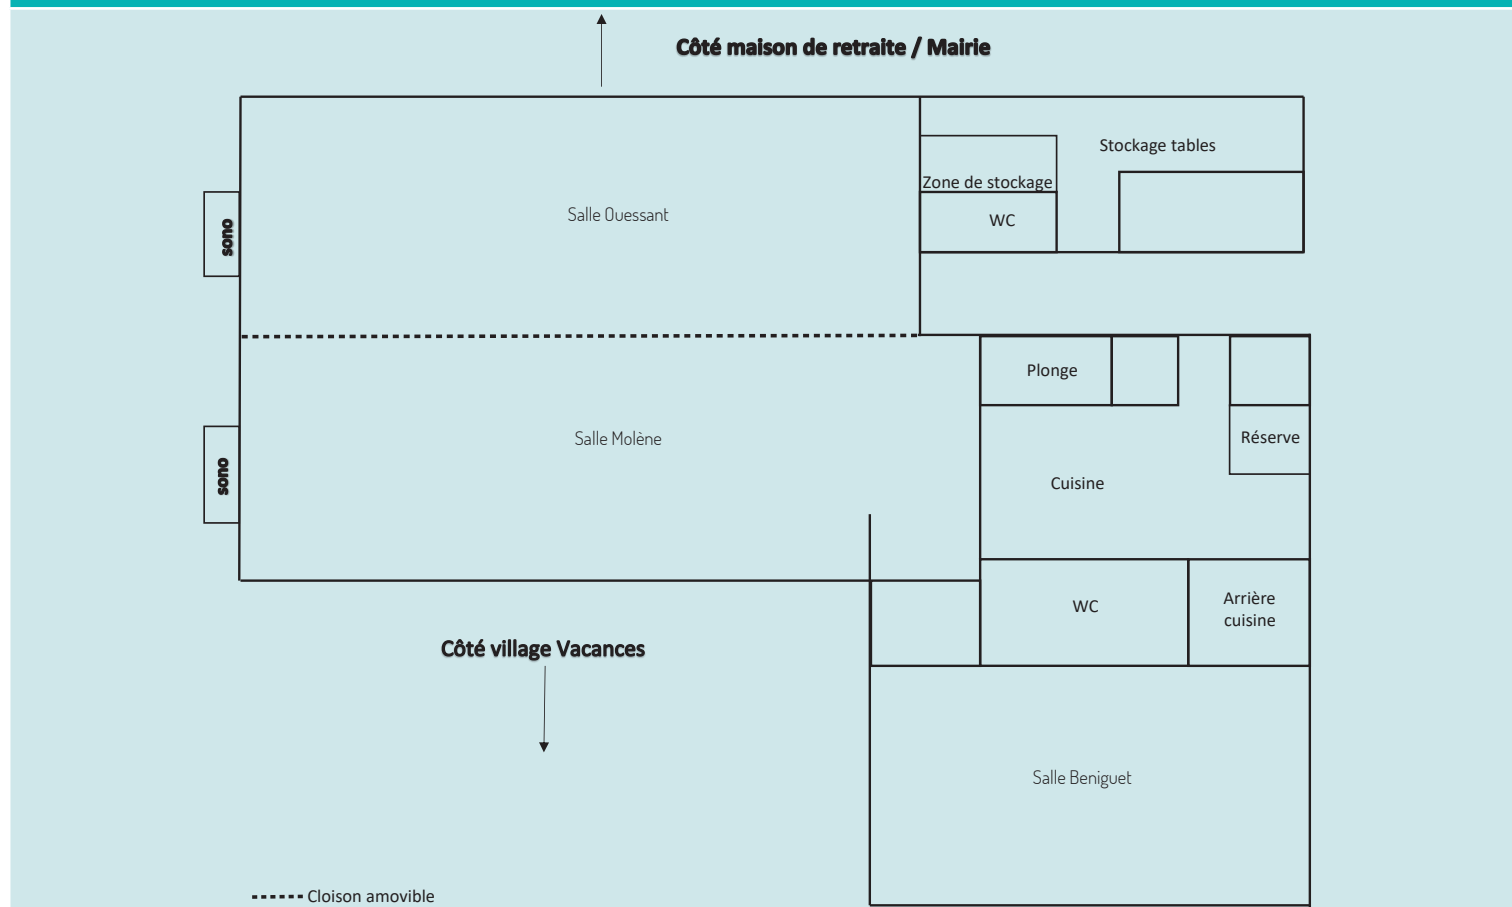 Côté maison de retraite / Mairie
Stockage tables
Zone de stockage
Salle Ouessant
WC
sono
Plonge
Salle Molène
Réserve
sono
Cuisine
WC
Arrière
cuisine
Côté village Vacances
Salle Beniguet
Cloison amovible